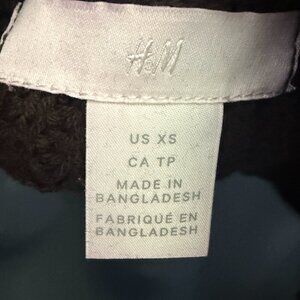 H&M
US XS
CA TP
MADE IN
BANGLADESH
FABRIQUÉ EN
BANGLADESH